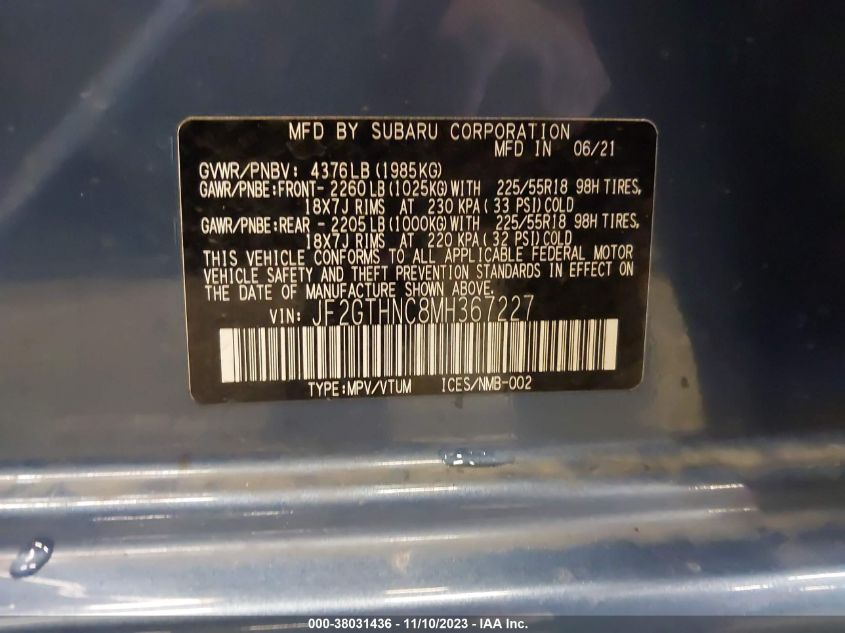 MFD BY SUBARU CORPORATION
MFD IN 06/21
GVWR/PNBV: 4376LB (1985KG)
GAWR/PNBE:FRONT- 2260 LB (1025KG) WITH 225/55R18 98H TIRES,
18X7J RIMS AT 230 KPA (33 PSI) COLD
GAWR/PNBE:REAR - 2205 LB (1000KG) WITH 225/55R18 98H TIRES,
18X7J RIMS AT 220 KPA (32 PSI) COLD
THIS VEHICLE CONFORMS TO ALL APPLICABLE FEDERAL MOTOR
VEHICLE SAFETY AND THEFT PREVENTION STANDARDS IN EFFECT ON
THE DATE OF MANUFACTURE SHOWN ABOVE.
VIN: JF2GTHNC8MH367227
TYPE:MPV/VTUM ICES/NMB-002
000-38031436 - 11/10/2023 - IAA Inc.